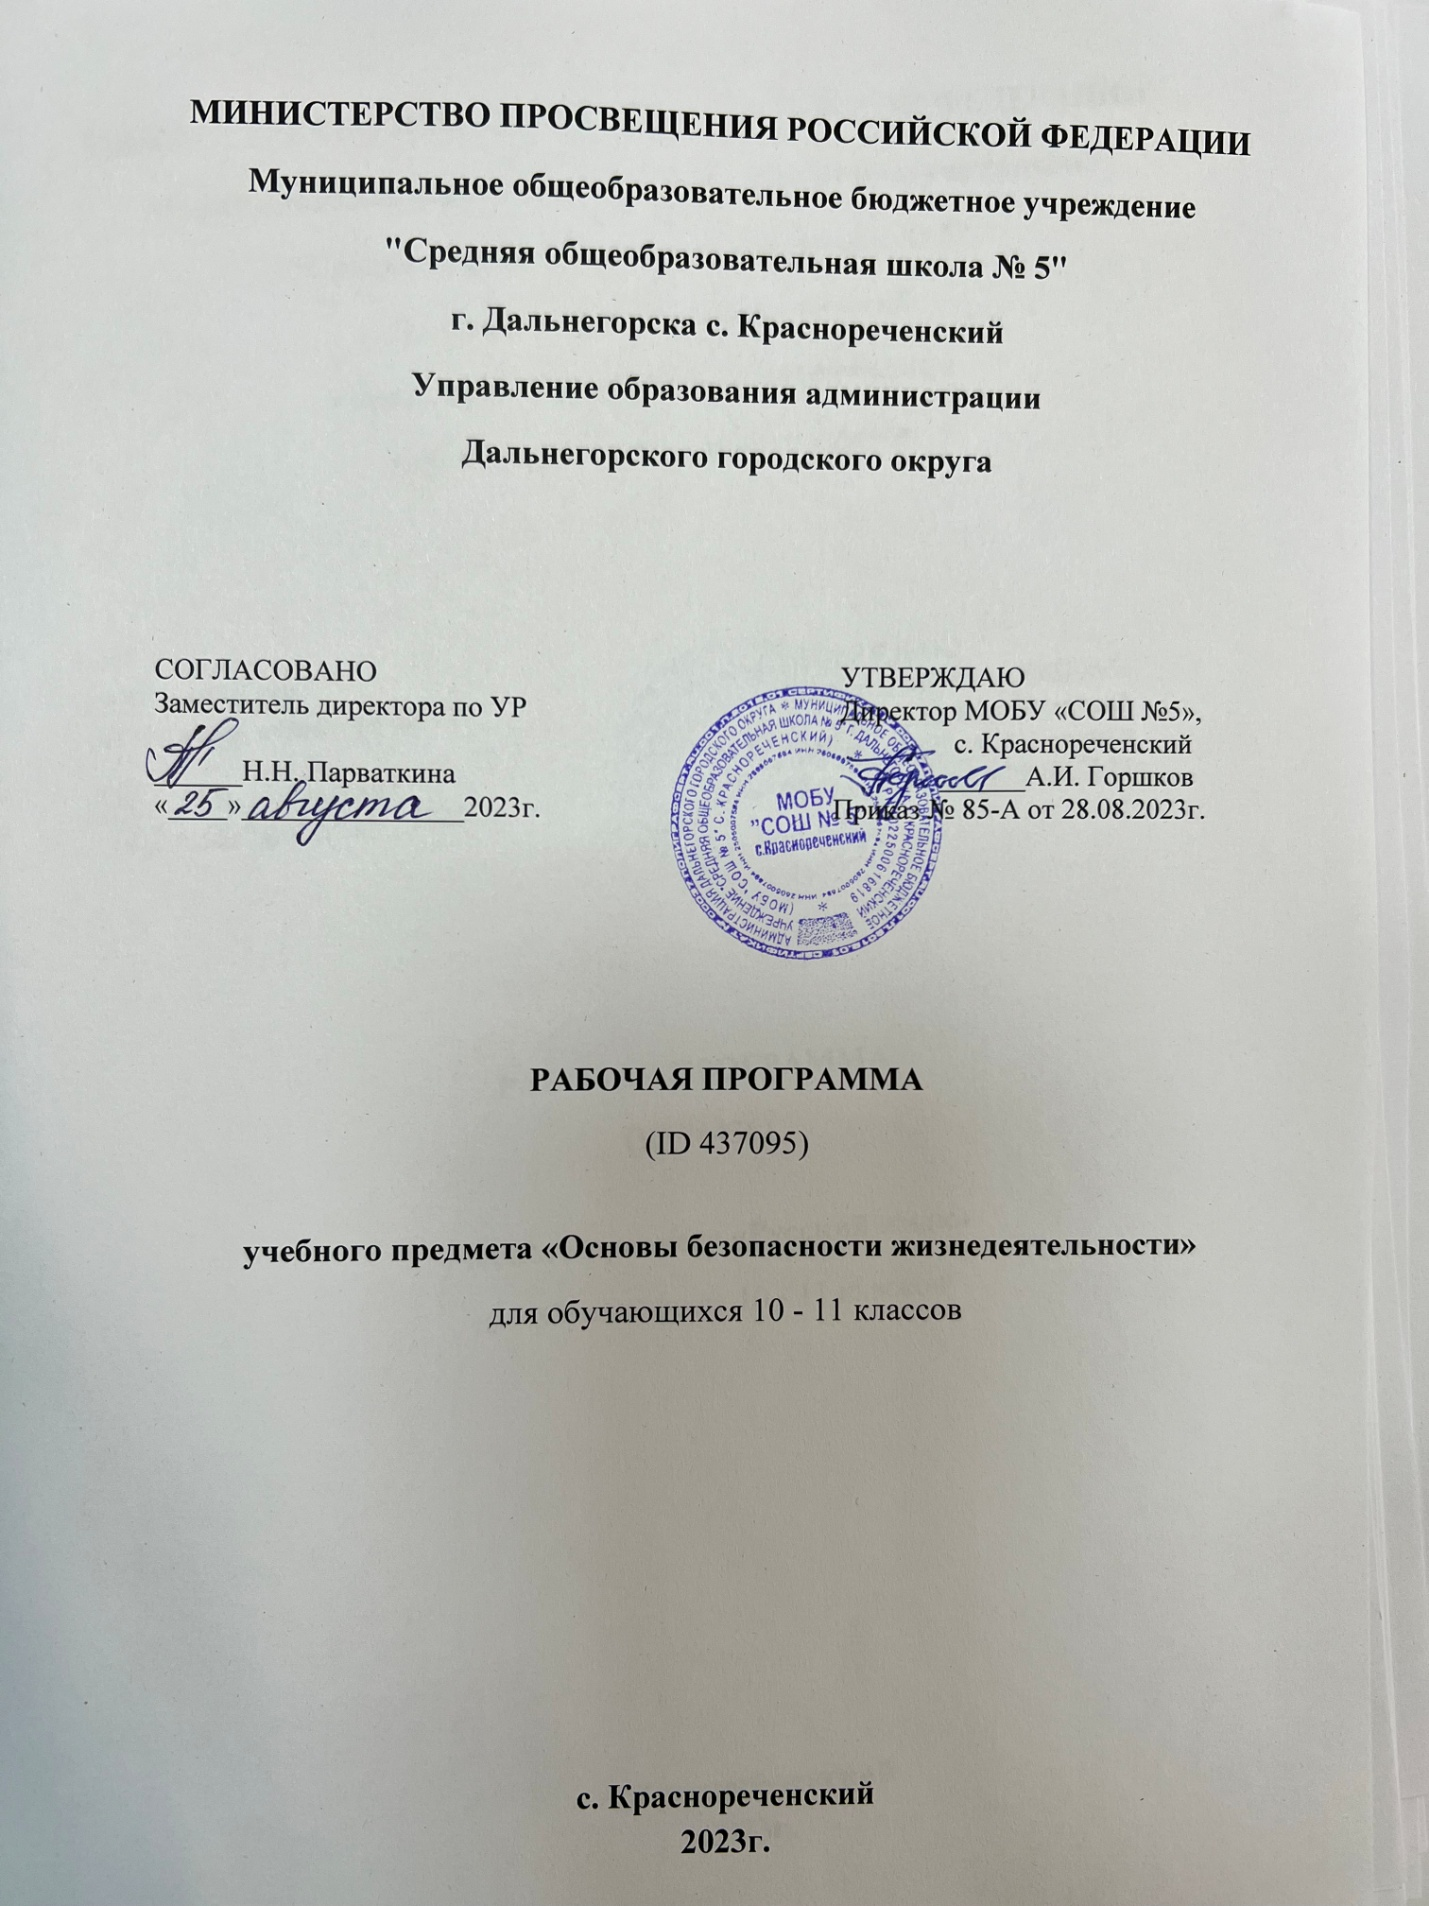 МИНИСТЕРСТВО ПРОСВЕЩЕНИЯ РОССИЙСКОЙ ФЕДЕРАЦИИ
Муниципальное общеобразовательное бюджетное учреждение
"Средняя общеобразовательная школа № 5"
г. Дальнегорска с. Краснореченский
Управление образования администрации
Дальнегорского городского округа
СОГЛАСОВАНО
Заместитель директора по УР
Н.Н. Парваткина
«25» августа 2023г.
УТВЕРЖДАЮ
Директор МОБУ «СОШ №5»,
с. Краснореченский
А.И. Горшков
Приказ № 85-А от 28.08.2023г.
МОБУ
"СОШ № 5"
с.Краснореченский
РАБОЧАЯ ПРОГРАММА
(ID 437095)
учебного предмета «Основы безопасности жизнедеятельности»
для обучающихся 10 - 11 классов
с. Краснореченский
2023г.